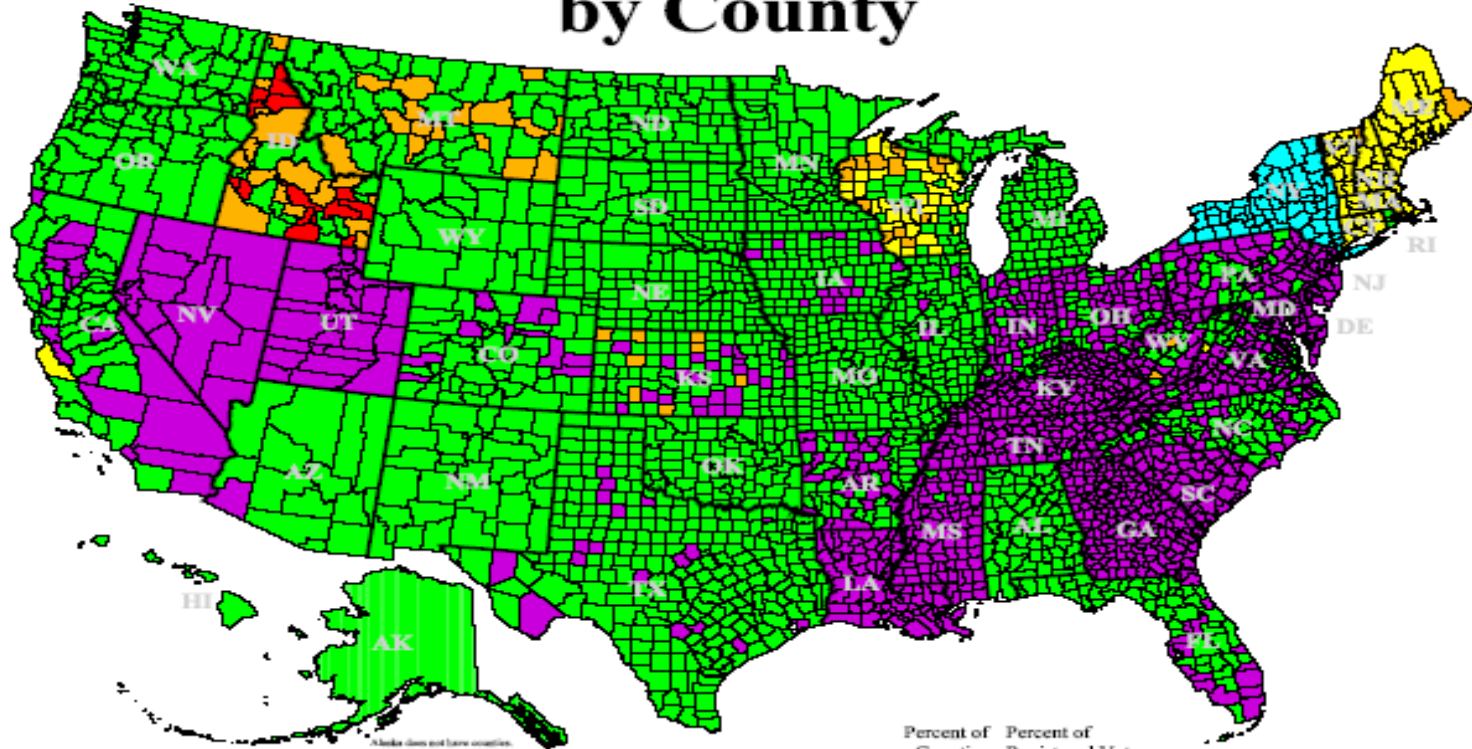 by County
WA
MT
ME
ND
ID
VT
OR
MN
NH
NY
MA
SD
WI
MI
CT
WY
RI
PA
IA
NE
NJ
NV
MD
OH
UT
CA
IN
IL
DE
WV
CO
VA
KS
MO
KY
NC
TN
OK
AZ
NM
AR
SC
MS
AL
GA
LA
TX
HI
AK
FL
Alaska does not have counties.
Percent of Percent of